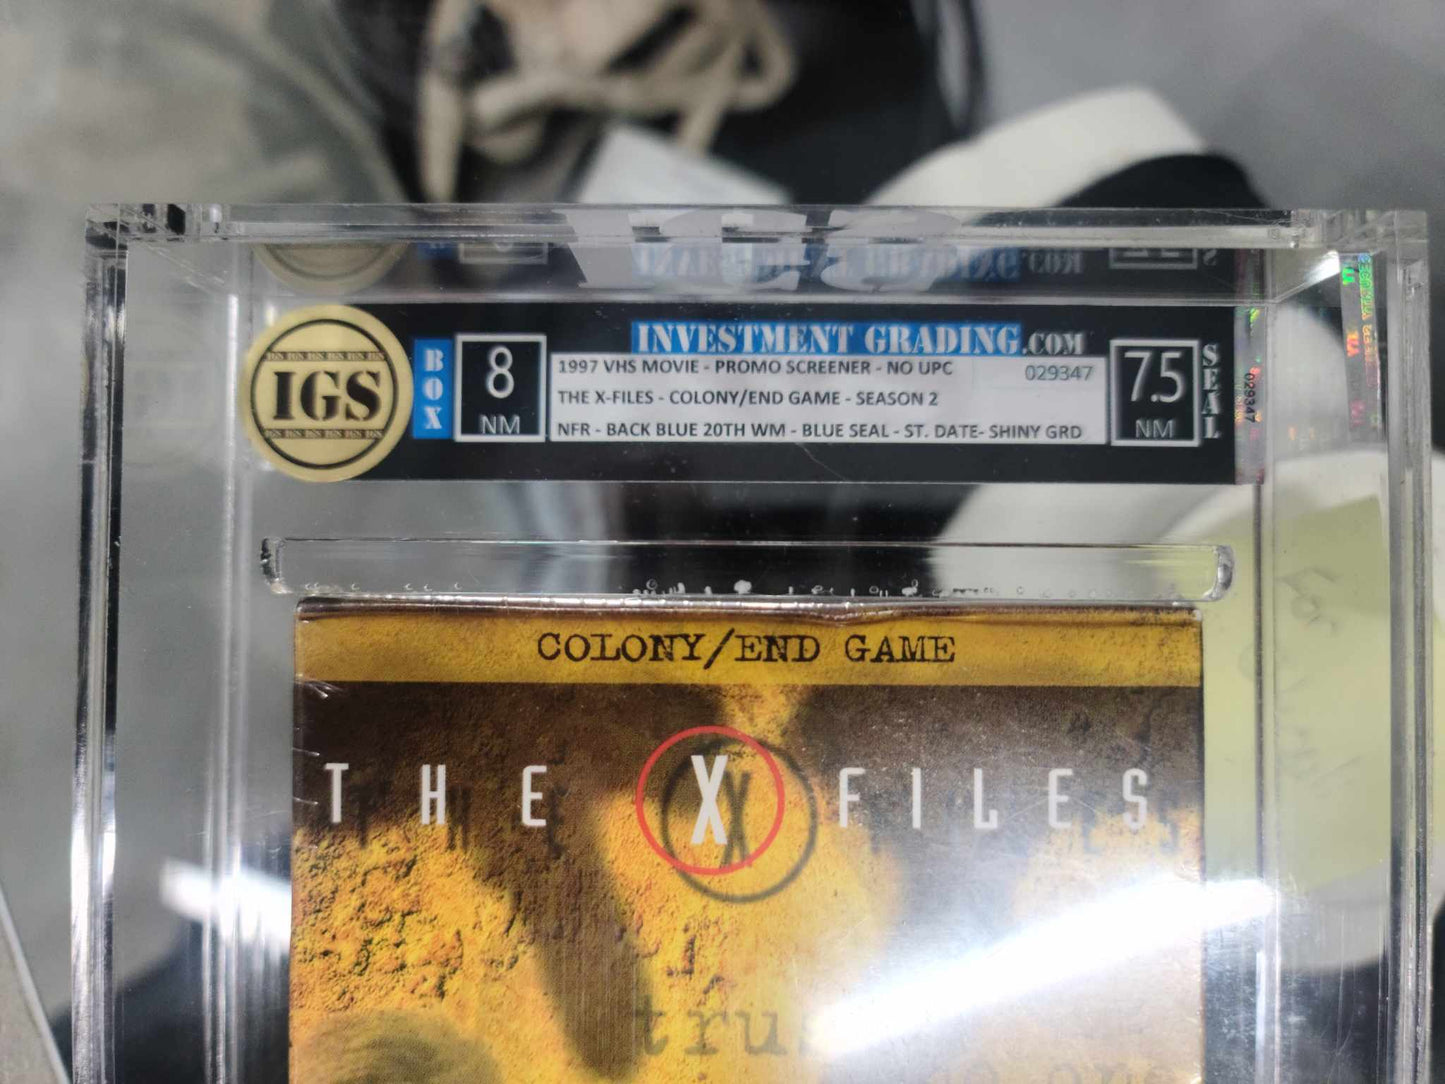 INVESTMENT GRADING.COM
IGS
BOX
8
NM
1997 VHS MOVIE - PROMO SCREENER - NO UPC 029347
THE X-FILES - COLONY/END GAME - SEASON 2
NFR - BACK BLUE 20TH WM - BLUE SEAL - ST. DATE- SHINY GRD
7.5
NM
SEAL
029347
COLONY/END GAME
THE X FILES